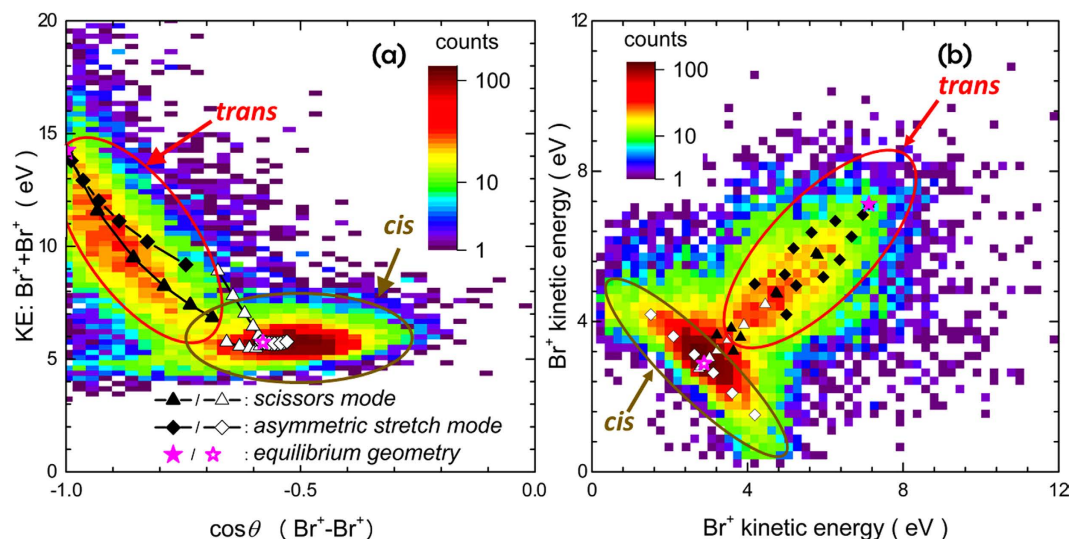 20
15
10
5
0
KE: Br⁺+Br⁺ ( eV )
-1.0
-0.5
0.0
cosθ ( Br⁺-Br⁺ )
(a)
counts
100
10
1
trans
cis
▲ / △ : scissors mode
◆ / ◇ : asymmetric stretch mode
★ / ☆ : equilibrium geometry
12
8
4
0
Br⁺ kinetic energy ( eV )
0
4
8
12
Br⁺ kinetic energy ( eV )
(b)
counts
100
10
1
trans
cis